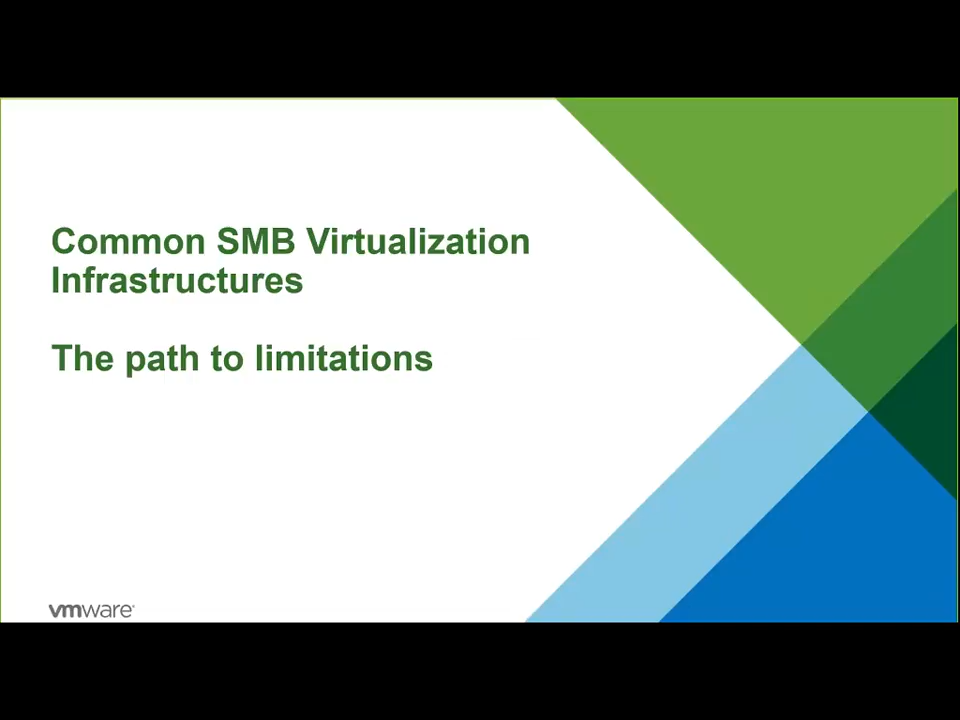 Common SMB Virtualization
Infrastructures
The path to limitations
vmware